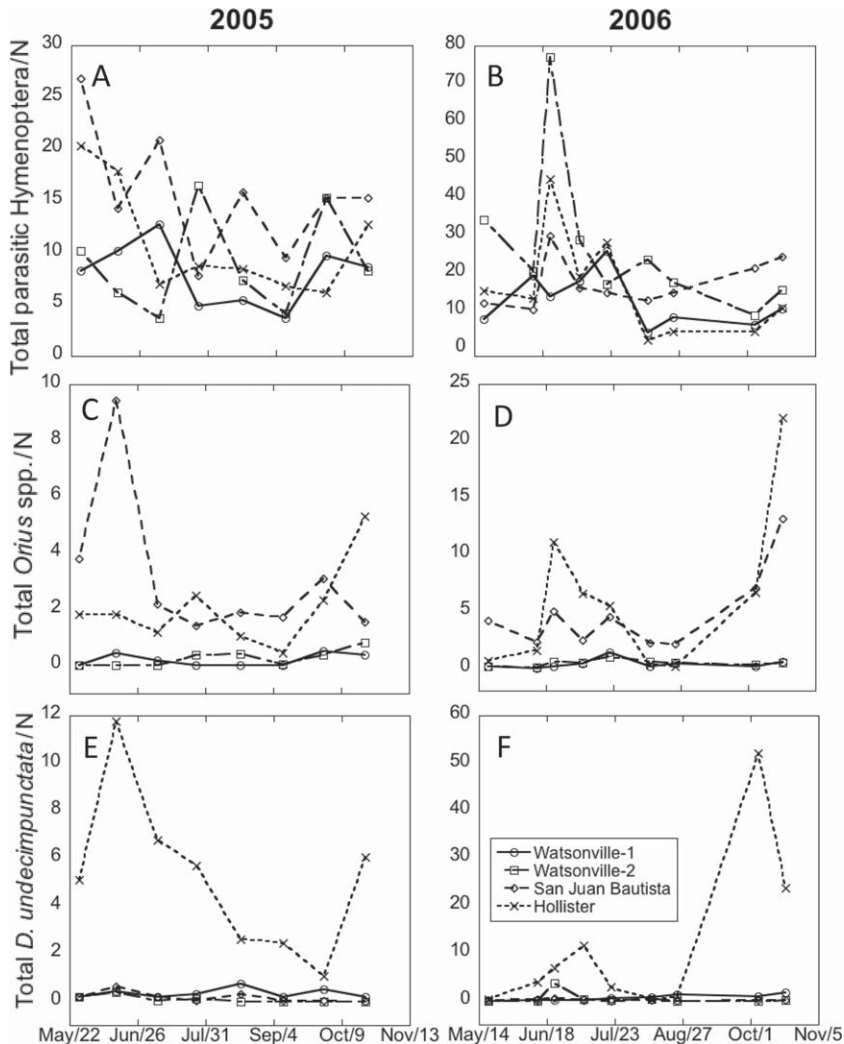 2005
2006
A
B
Total parasitic Hymenoptera/N
30
25
20
15
10
5
0
80
70
60
50
40
30
20
10
0
C
D
Total Orius spp./N
10
8
6
4
2
0
25
20
15
10
5
0
E
F
Total D. undecimpunctata/N
12
10
8
6
4
2
0
60
50
40
30
20
10
0
Watsonville-1
Watsonville-2
San Juan Bautista
Hollister
May/22 Jun/26 Jul/31 Sep/4 Oct/9 Nov/13
May/14 Jun/18 Jul/23 Aug/27 Oct/1 Nov/5